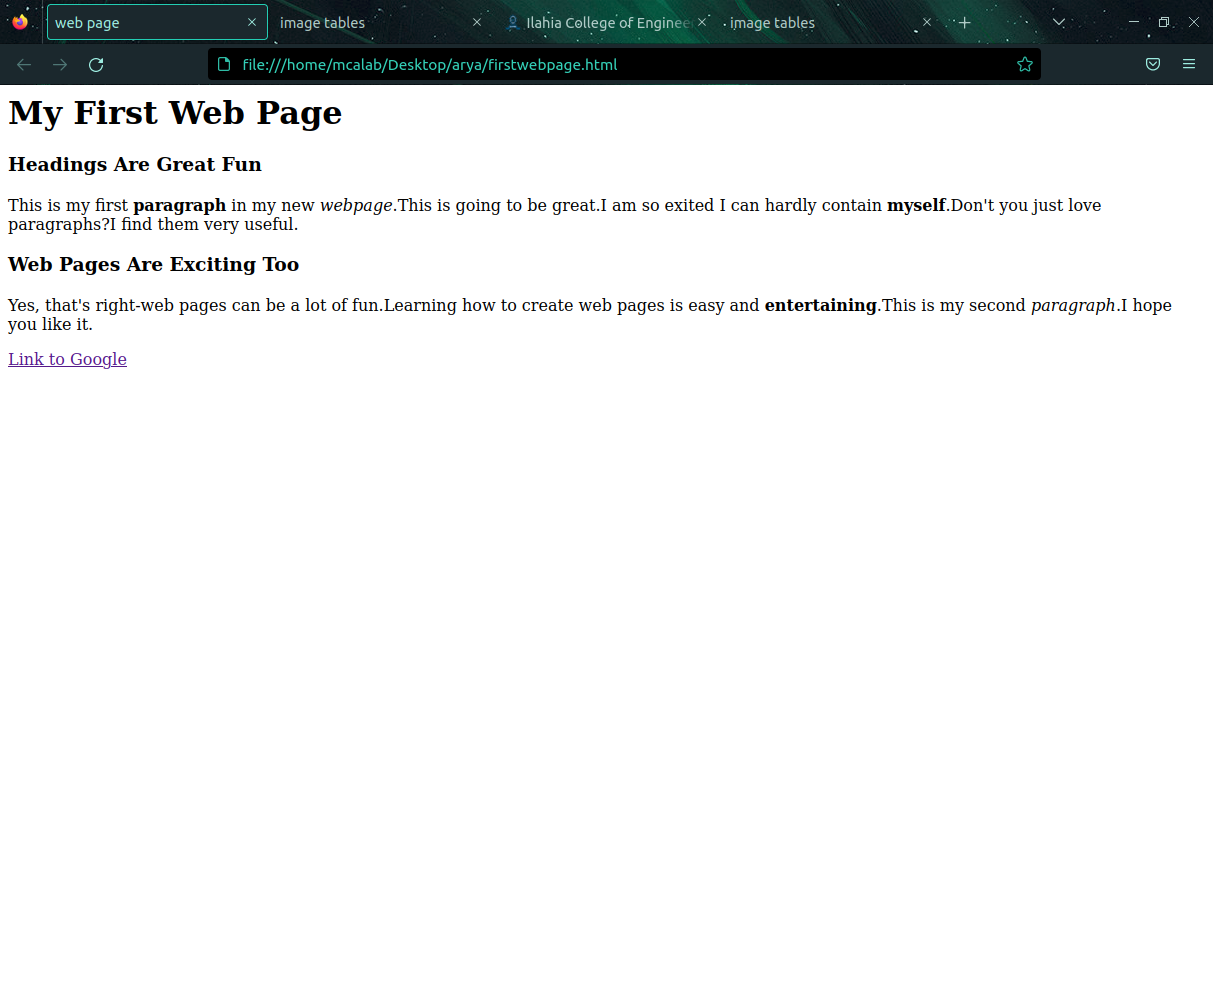 web page
image tables
Ilahia College of Enginee
image tables
file:///home/mcalab/Desktop/arya/firstwebpage.html
My First Web Page
Headings Are Great Fun
This is my first paragraph in my new webpage.This is going to be great.I am so exited I can hardly contain myself.Don't you just love
paragraphs?I find them very useful.
Web Pages Are Exciting Too
Yes, that's right-web pages can be a lot of fun.Learning how to create web pages is easy and entertaining.This is my second paragraph.I hope
you like it.
Link to Google